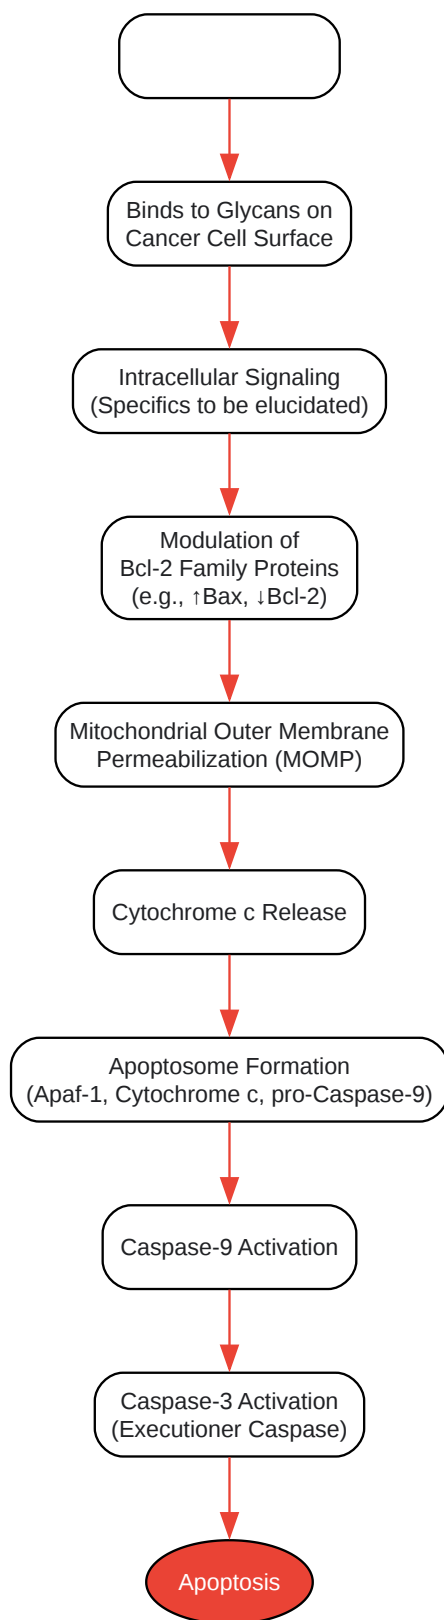 Binds to Glycans on
Cancer Cell Surface
Intracellular Signaling
(Specifics to be elucidated)
Modulation of
Bcl-2 Family Proteins
(e.g., ↑Bax, ↓Bcl-2)
Mitochondrial Outer Membrane
Permeabilization (MOMP)
Cytochrome c Release
Apoptosome Formation
(Apaf-1, Cytochrome c, pro-Caspase-9)
Caspase-9 Activation
Caspase-3 Activation
(Executioner Caspase)
Apoptosis